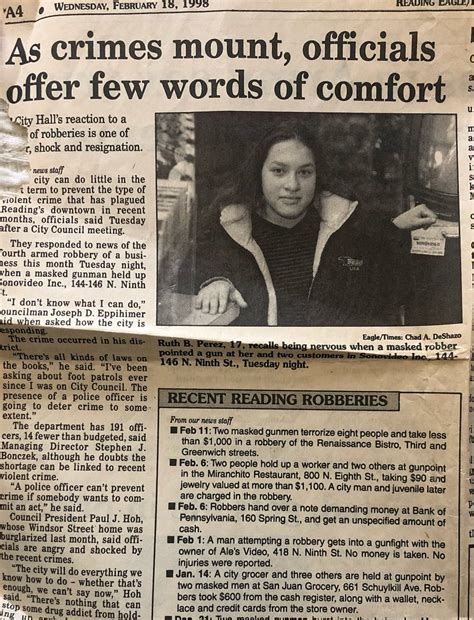 A4
WEDNESDAY, FEBRUARY 18, 1998
READING EAGLE/
As crimes mount, officials
offer few words of comfort
City Hall's reaction to a
of robberies is one of
r, shock and resignation.
news staff
city can do little in the
t term to prevent the type of
violent crime that has plagued
Reading's downtown in recent
months, officials said Tuesday
after a City Council meeting.
They responded to news of the
fourth armed robbery of a busi-
ness this month Tuesday night,
when a masked gunman held up
Sonovideo Inc., 144-146 N. Ninth
St.
"I don't know what I can do,"
councilman Joseph D. Eppihimer
said when asked how the city is
responding.
The crime occurred in his dis-
trict.
"There's all kinds of laws on
the books," he said. "I've been
asking about foot patrols ever
since I was on City Council. The
presence of a police officer is
going to deter crime to some
extent."
The department has 191 offi-
cers, 14 fewer than budgeted, said
Managing Director Stephen J.
Bonczek, although he doubts the
shortage can be linked to recent
violent crime.
"A police officer can't prevent
crime if somebody wants to com-
mit an act," he said.
Council President Paul J. Hoh,
whose Windsor Street home was
burglarized last month, said offi-
cials are angry and shocked by
the recent crimes.
"The city will do everything we
know how to do - whether that's
enough, we can't say now," Hoh
said. "There's nothing that can
stop some drug addict from hold-
Eagle/Times: Chad A. DeShazo
Ruth B. Perez, 17, recalls being nervous when a masked robber
pointed a gun at her and two customers in Sonovideo Inc., 144-
146 N. Ninth St., Tuesday night.
RECENT READING ROBBERIES
From our news staff
■ Feb 11: Two masked gunmen terrorize eight people and take less
than $1,000 in a robbery of the Renaissance Bistro, Third and
Greenwich streets.
■ Feb. 6: Two people hold up a worker and two others at gunpoint
in the Miranchito Restaurant, 800 N. Eighth St., taking $90 and
jewelry valued at more than $1,100. A city man and juvenile later
are charged in the robbery.
■ Feb. 6: Robbers hand over a note demanding money at Bank of
Pennsylvania, 160 Spring St., and get an unspecified amount of
cash.
■ Feb 1: A man attempting a robbery gets into a gunfight with the
owner of Ale's Video, 418 N. Ninth St. No money is taken. No
injures were reported.
■ Jan. 14: A city grocer and three others are held at gunpoint by
two masked men at San Juan Grocery, 661 Schuylkill Ave. Rob-
bers took $600 from the cash register, along with a wallet, neck-
lace and credit cards from the store owner.